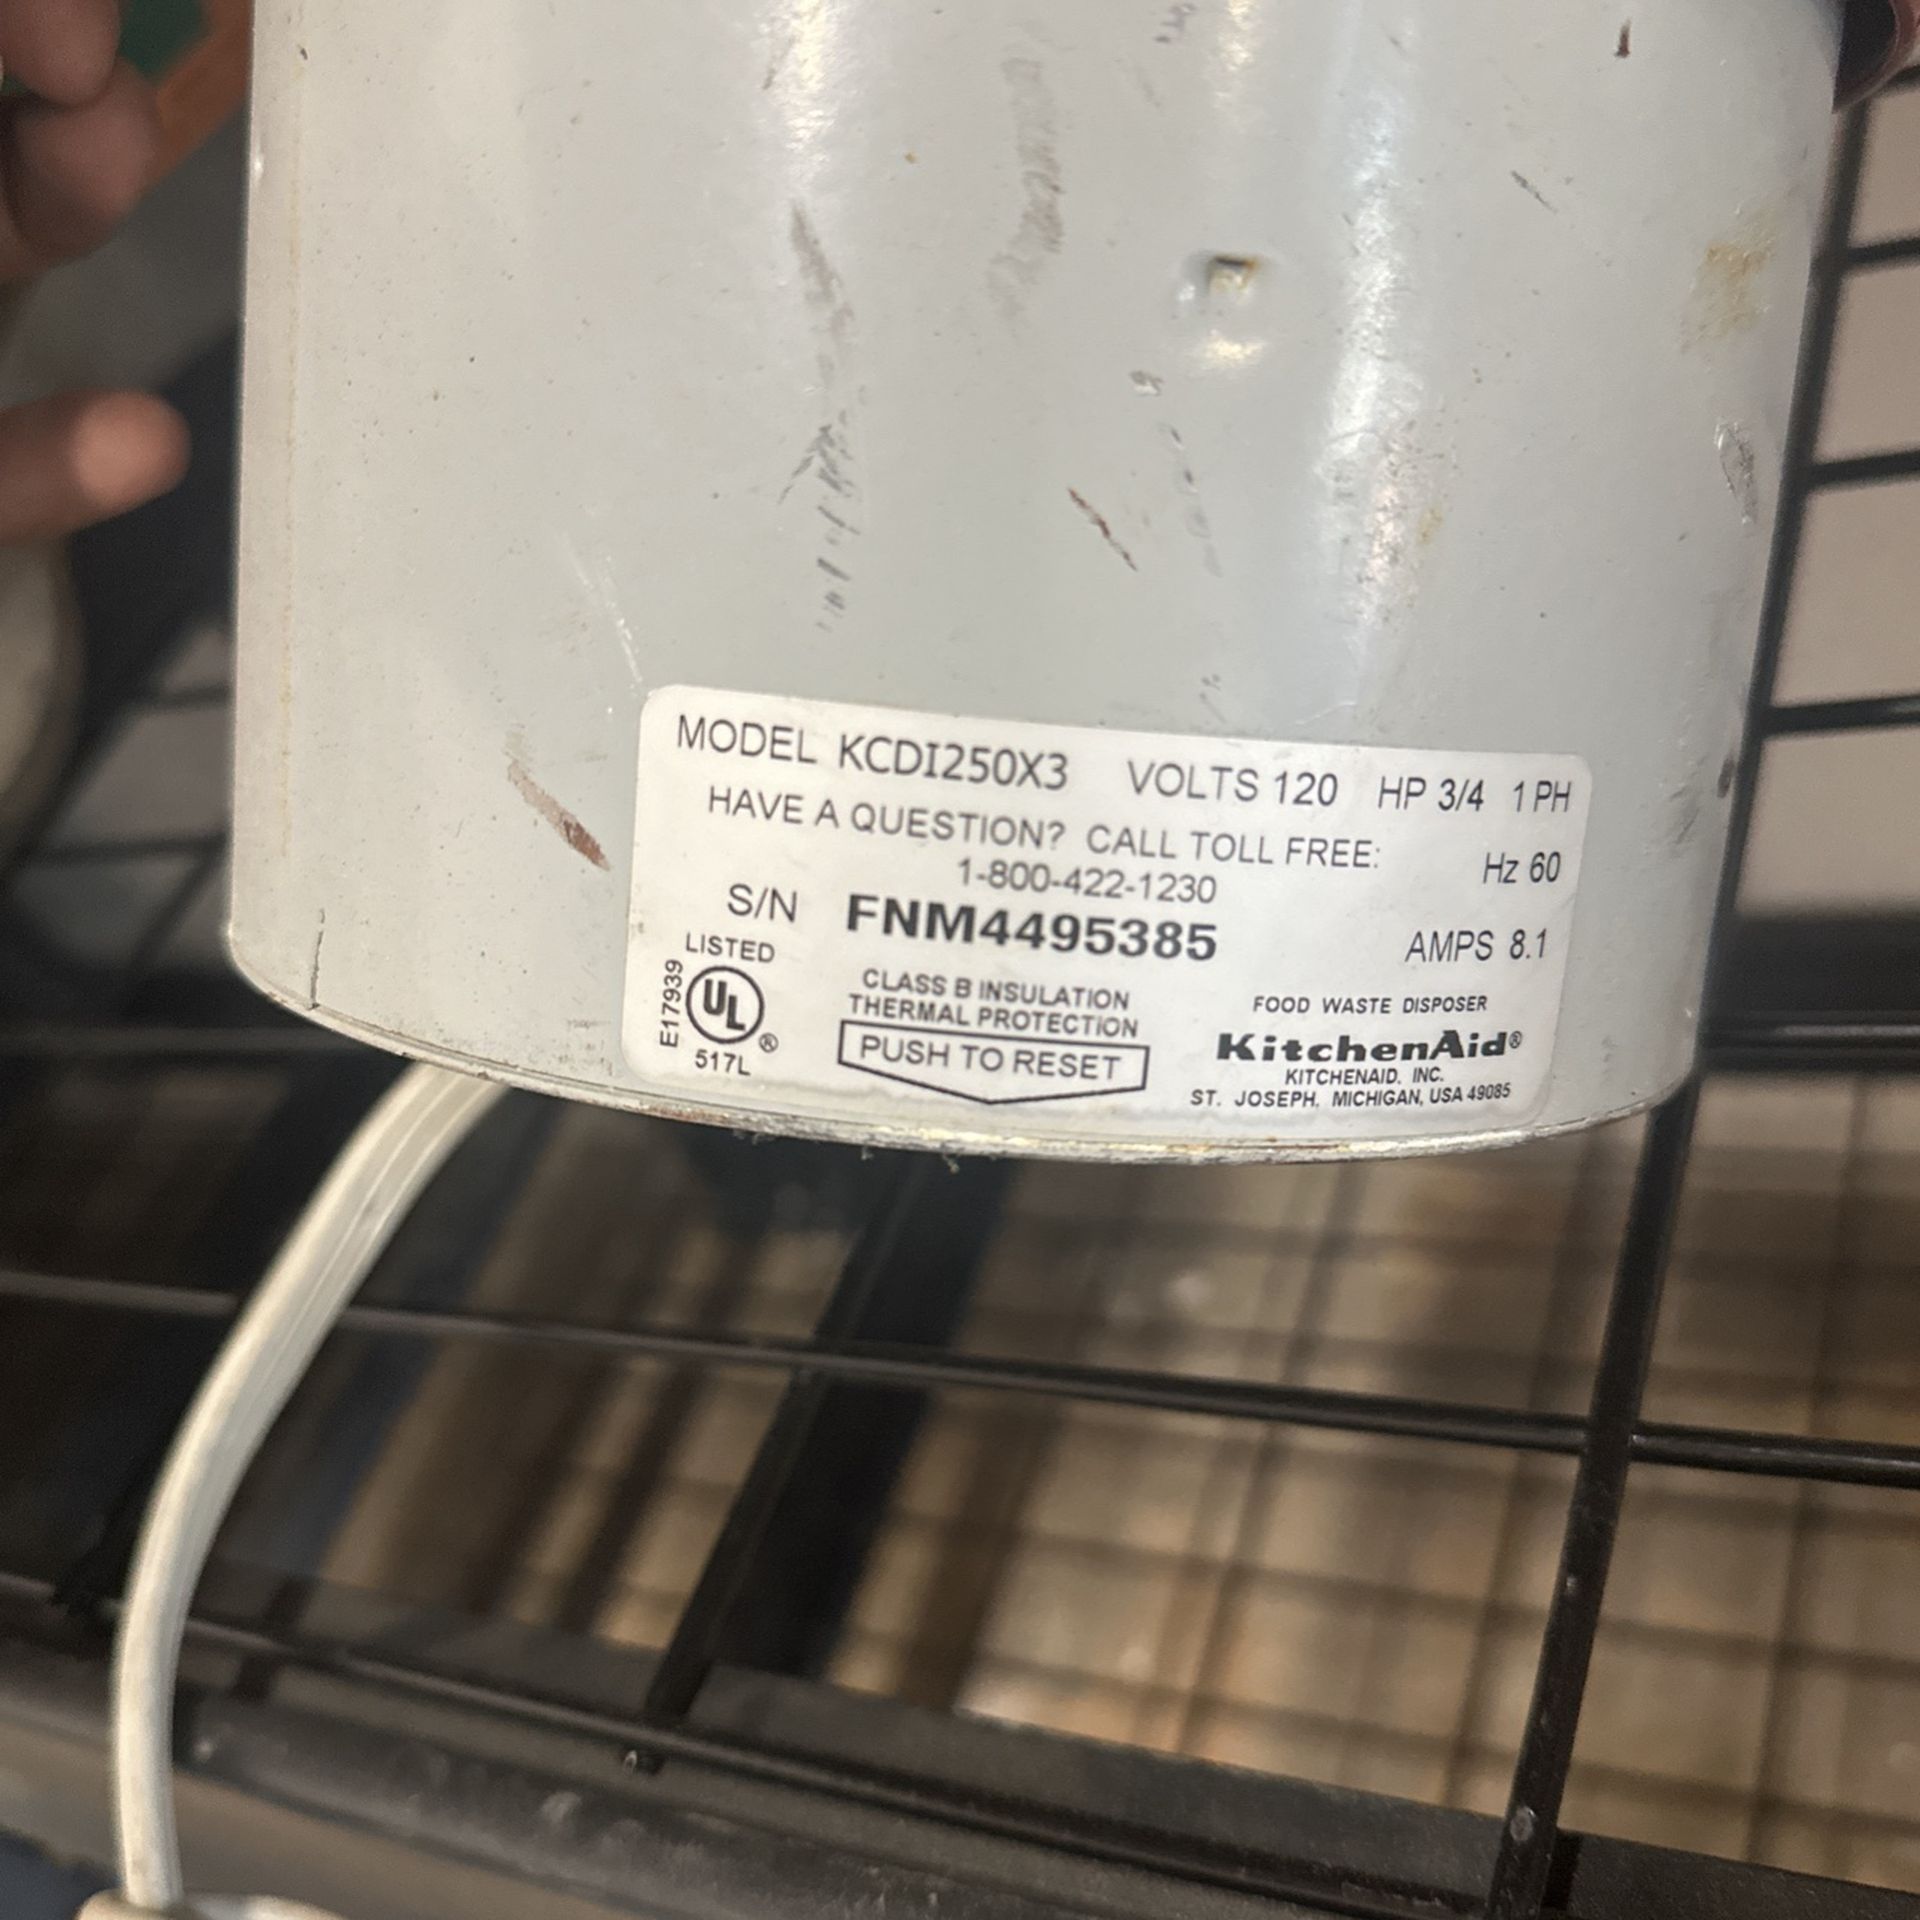 MODEL KCDI250X3 VOLTS 120 HP 3/4 1 PH
HAVE A QUESTION? CALL TOLL FREE: Hz 60
1-800-422-1230
S/N FNM4495385 AMPS 8.1
LISTED
E17939
UL®
517L
CLASS B INSULATION
THERMAL PROTECTION
PUSH TO RESET
FOOD WASTE DISPOSER
KitchenAid®
KITCHENAID, INC.
ST. JOSEPH, MICHIGAN, USA 49085